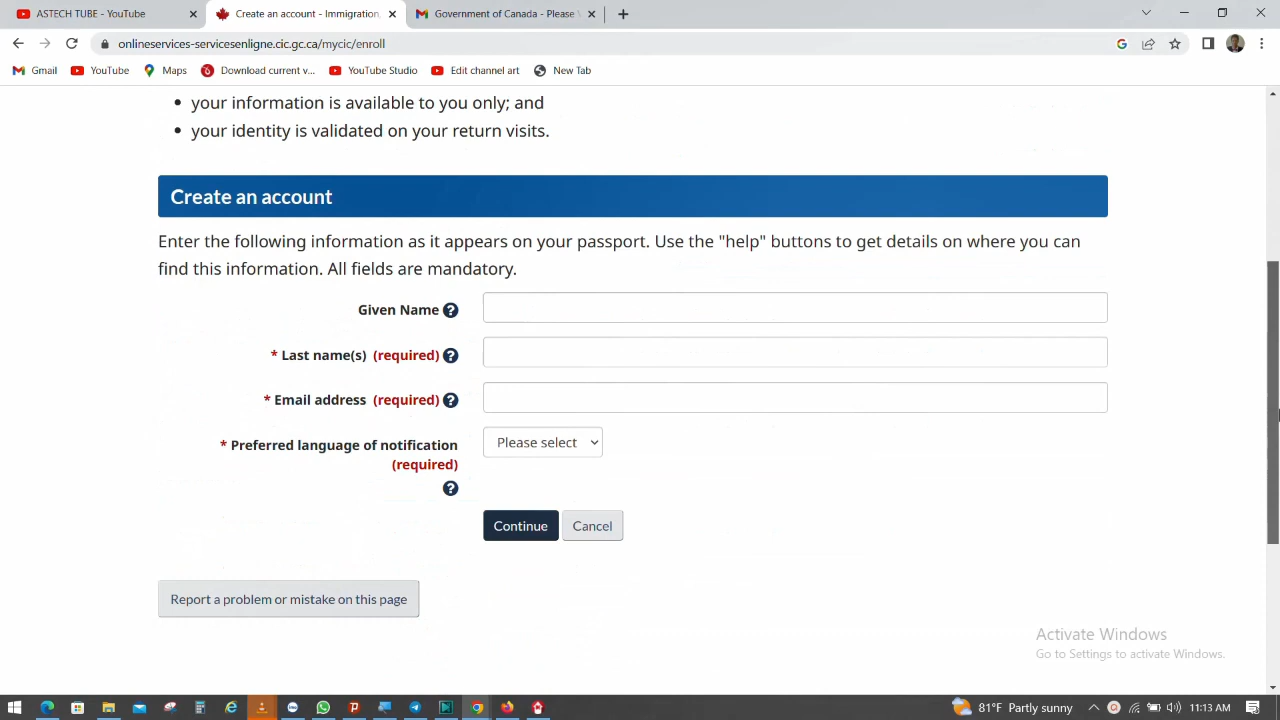 ASTECH TUBE - YouTube
Create an account - Immigration,
Government of Canada - Please
onlineservices-servicesenligne.cic.gc.ca/mycic/enroll
Gmail
YouTube
Maps
Download current v...
YouTube Studio
Edit channel art
New Tab
• your information is available to you only; and
• your identity is validated on your return visits.
Create an account
Enter the following information as it appears on your passport. Use the "help" buttons to get details on where you can
find this information. All fields are mandatory.
Given Name ?
* Last name(s) (required) ?
* Email address (required) ?
* Preferred language of notification
(required)
?
Please select
Continue
Cancel
Report a problem or mistake on this page
Activate Windows
Go to Settings to activate Windows.
81°F Partly sunny
11:13 AM